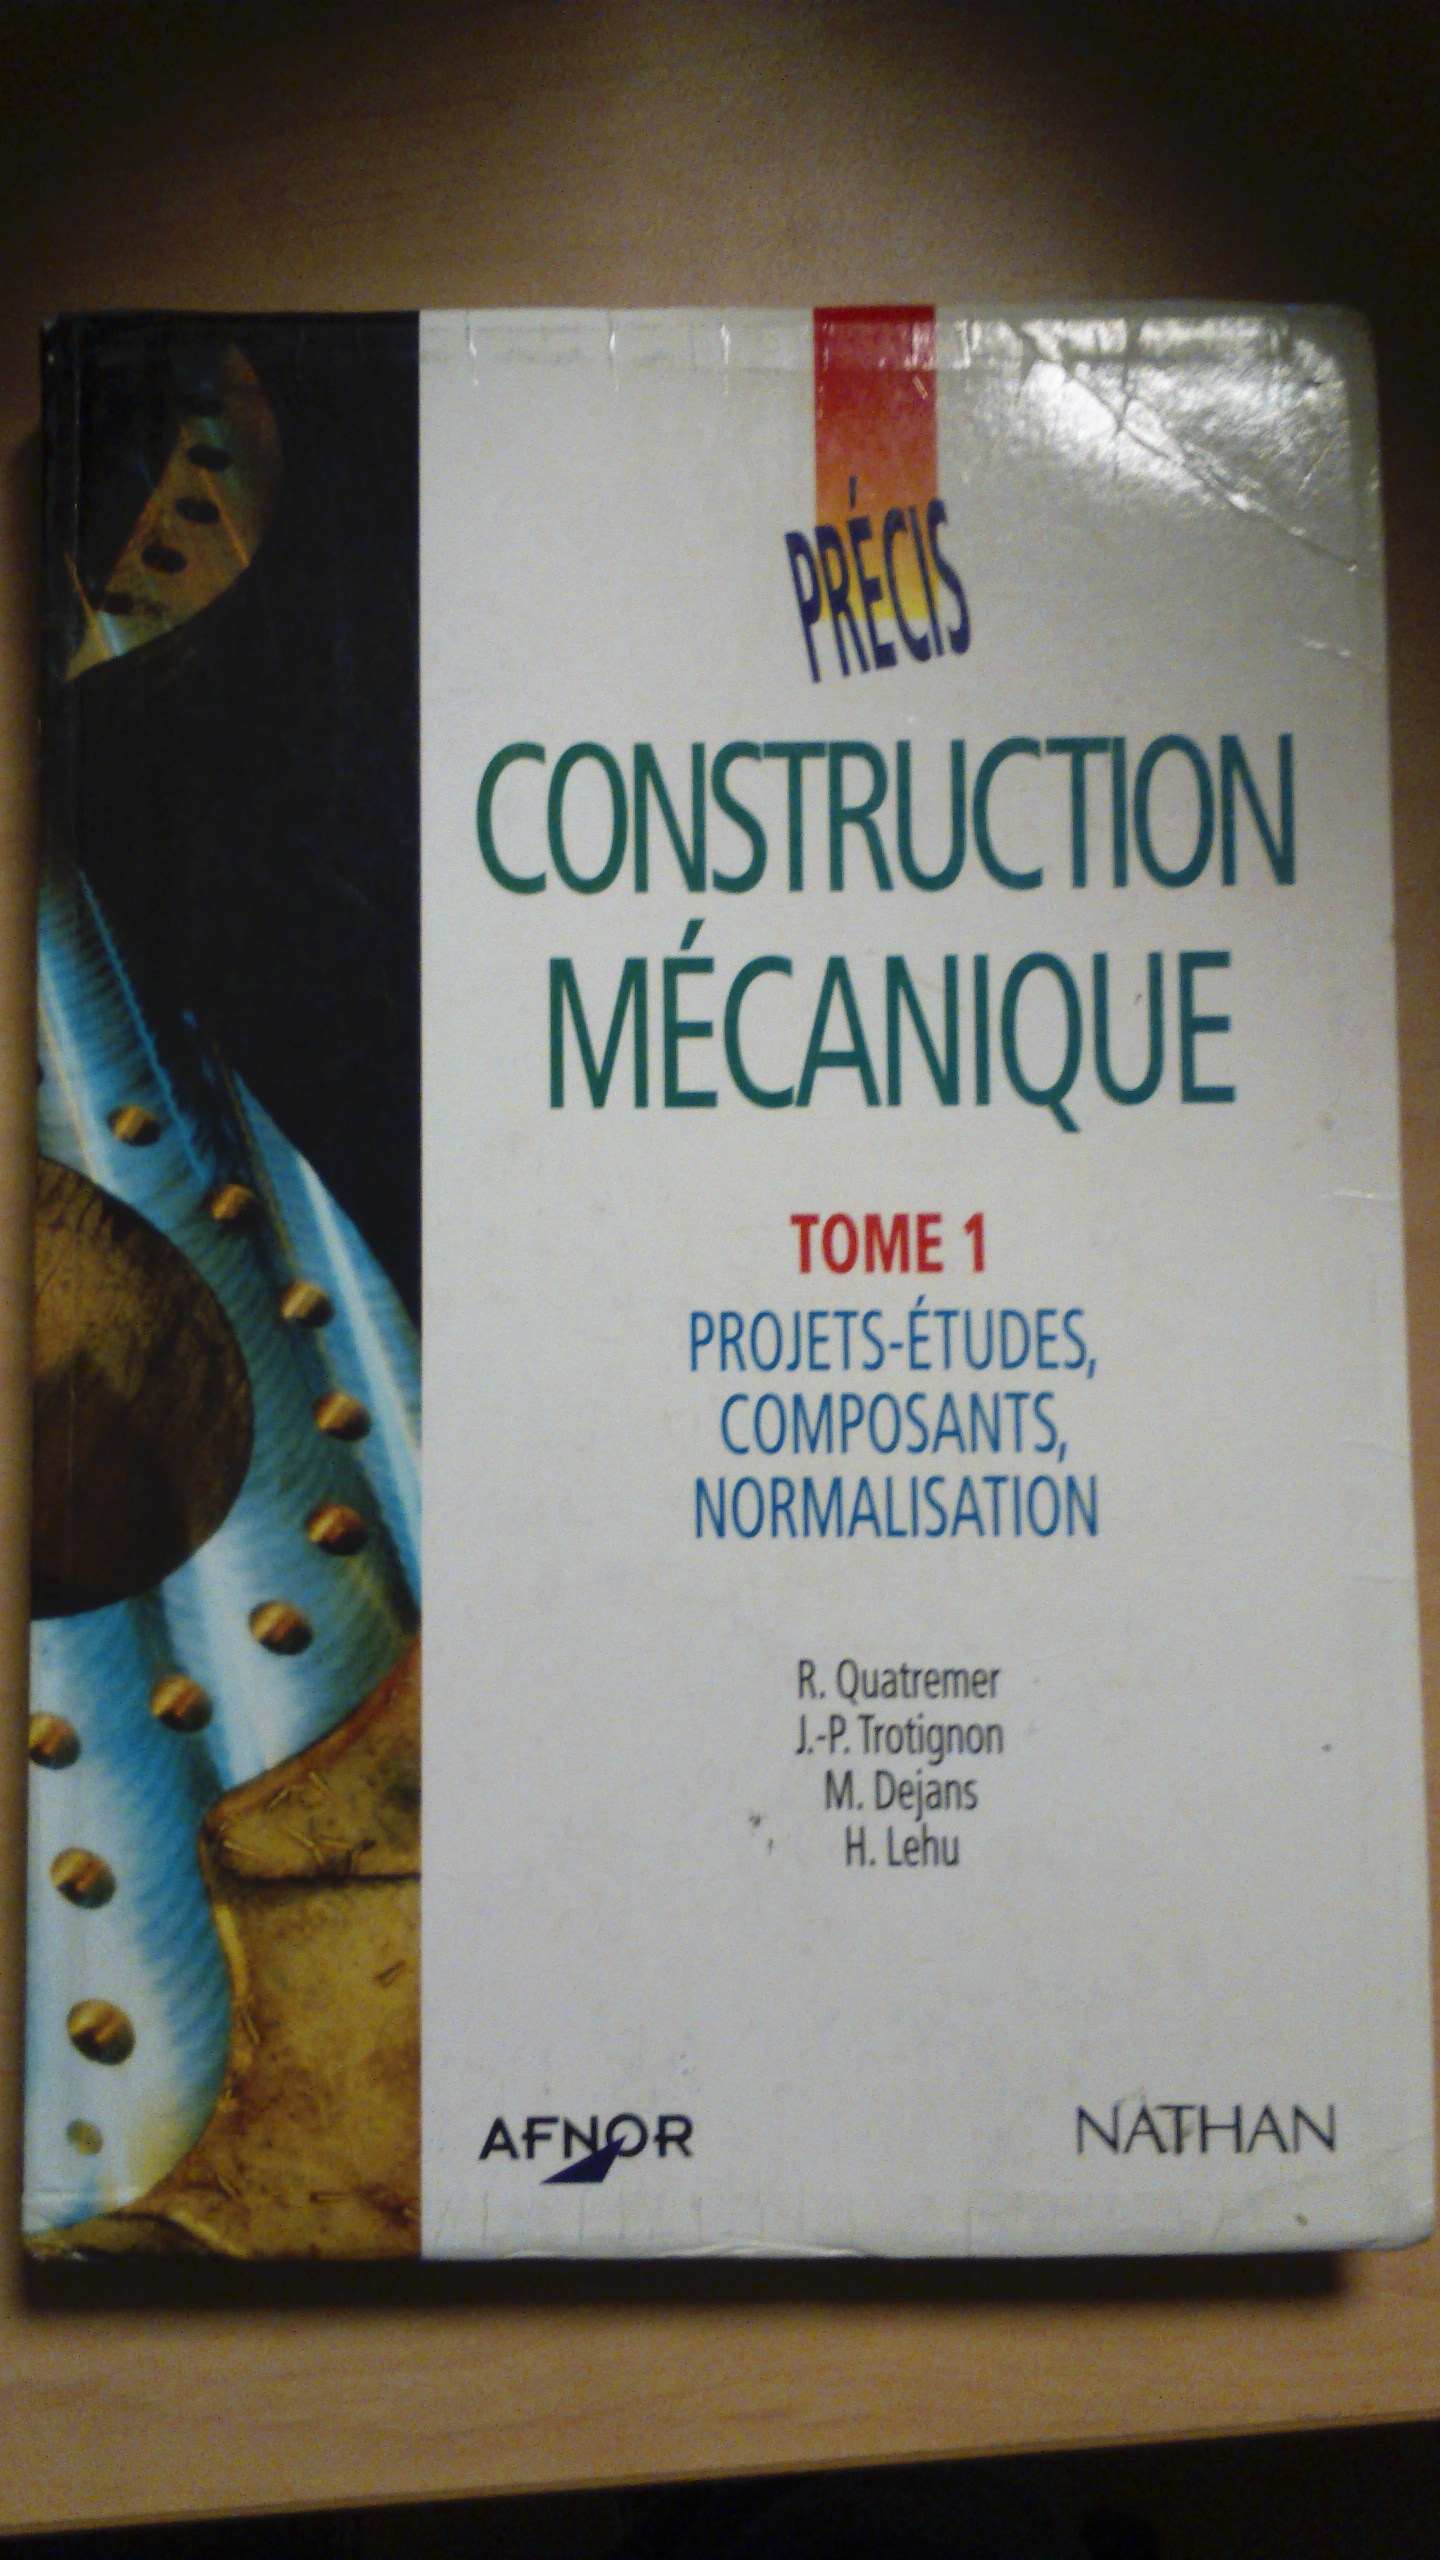 PRÉCIS
CONSTRUCTION
MÉCANIQUE
TOME 1
PROJETS-ÉTUDES,
COMPOSANTS,
NORMALISATION
R. Quatremer
J.-P. Trotignon
M. Dejans
H. Lehu
AFNOR
NATHAN